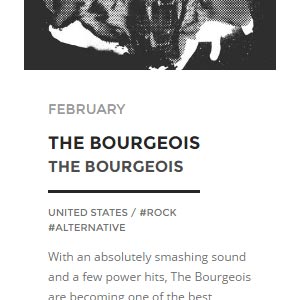 FEBRUARY
THE BOURGEOIS
THE BOURGEOIS
UNITED STATES / #ROCK
#ALTERNATIVE
With an absolutely smashing sound
and a few power hits, The Bourgeois
are becoming one of the best